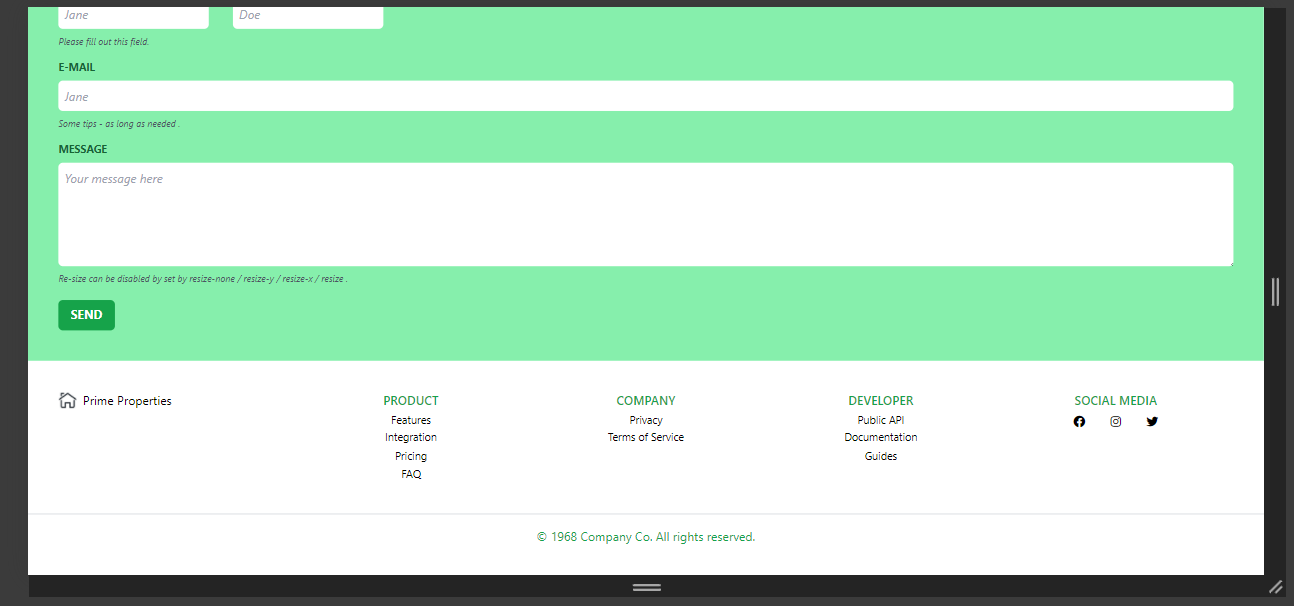 Jane Doe
Please fill out this field.
E-MAIL
Jane
Some tips - as long as needed .
MESSAGE
Your message here
Re-size can be disabled by set by resize-none / resize-y / resize-x / resize .
SEND
Prime Properties
PRODUCT
Features
Integration
Pricing
FAQ
COMPANY
Privacy
Terms of Service
DEVELOPER
Public API
Documentation
Guides
SOCIAL MEDIA
© 1968 Company Co. All rights reserved.